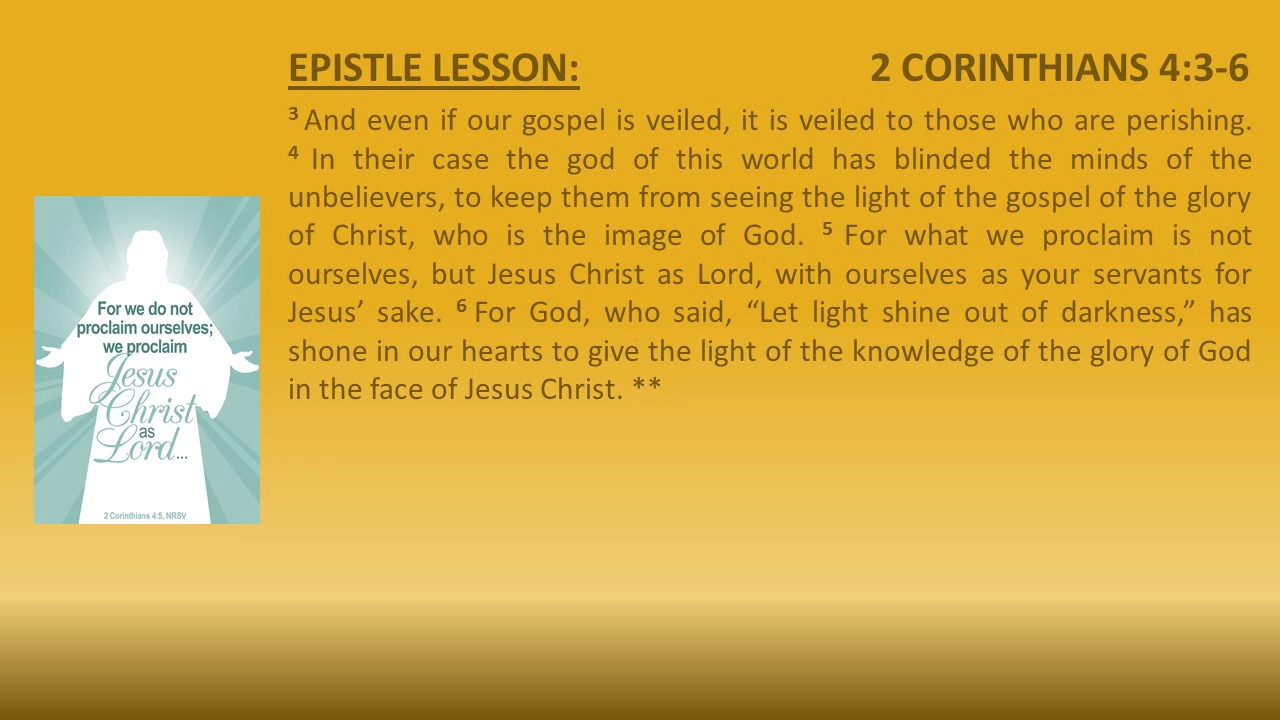 EPISTLE LESSON: 2 CORINTHIANS 4:3-6
3 And even if our gospel is veiled, it is veiled to those who are perishing.
4 In their case the god of this world has blinded the minds of the
unbelievers, to keep them from seeing the light of the gospel of the glory
of Christ, who is the image of God. 5 For what we proclaim is not
ourselves, but Jesus Christ as Lord, with ourselves as your servants for
Jesus’ sake. 6 For God, who said, “Let light shine out of darkness,” has
shone in our hearts to give the light of the knowledge of the glory of God
in the face of Jesus Christ. **
For we do not
proclaim ourselves;
we proclaim
Jesus
Christ
as
Lord...
2 Corinthians 4:5, NRSV